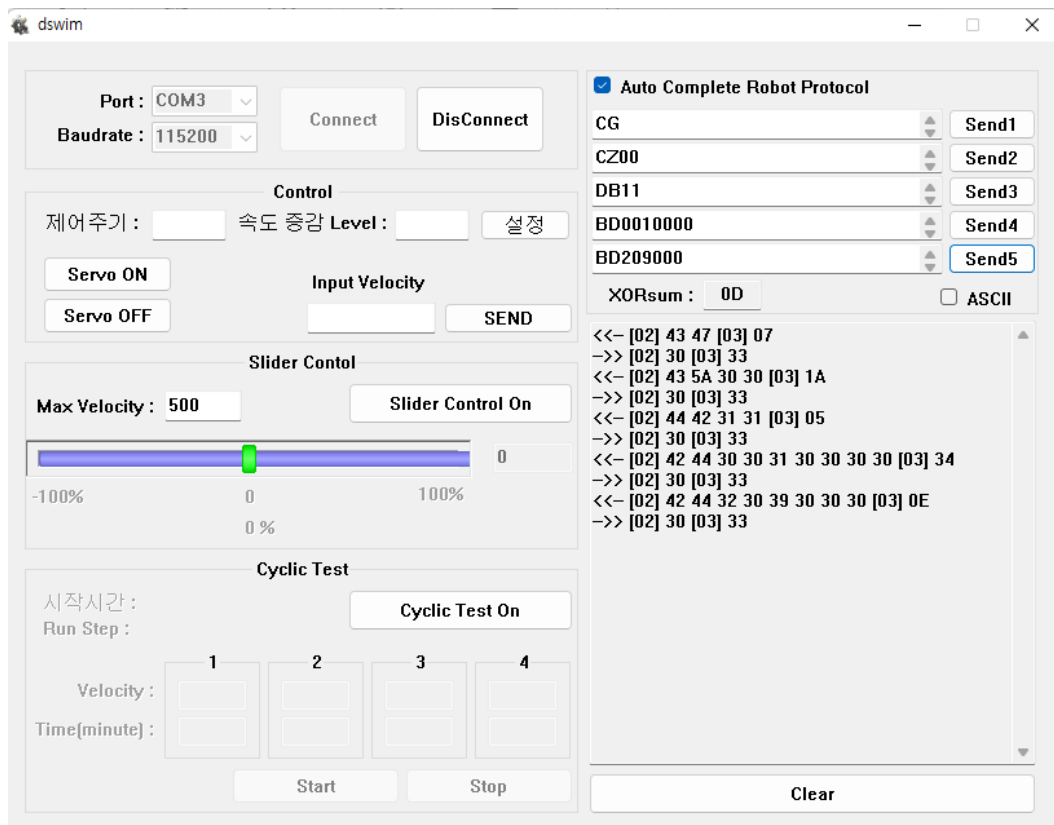 dswim
Port : COM3
Baudrate : 115200
Connect
DisConnect
Control
제어주기 : 속도 증감 Level : 설정
Servo ON
Servo OFF
Input Velocity
SEND
Slider Contol
Max Velocity : 500
Slider Control On
0
-100% 0 100%
0 %
Cyclic Test
시작시간 :
Run Step :
Cyclic Test On
1 2 3 4
Velocity :
Time(minute) :
Start Stop
Auto Complete Robot Protocol
CG Send1
CZ00 Send2
DB11 Send3
BD0010000 Send4
BD209000 Send5
XORsum : 0D ASCII
<<- [02] 43 47 [03] 07
->> [02] 30 [03] 33
<<- [02] 43 5A 30 30 [03] 1A
->> [02] 30 [03] 33
<<- [02] 44 42 31 31 [03] 05
->> [02] 30 [03] 33
<<- [02] 42 44 30 30 31 30 30 30 30 [03] 34
->> [02] 30 [03] 33
<<- [02] 42 44 32 30 39 30 30 30 [03] 0E
->> [02] 30 [03] 33
Clear